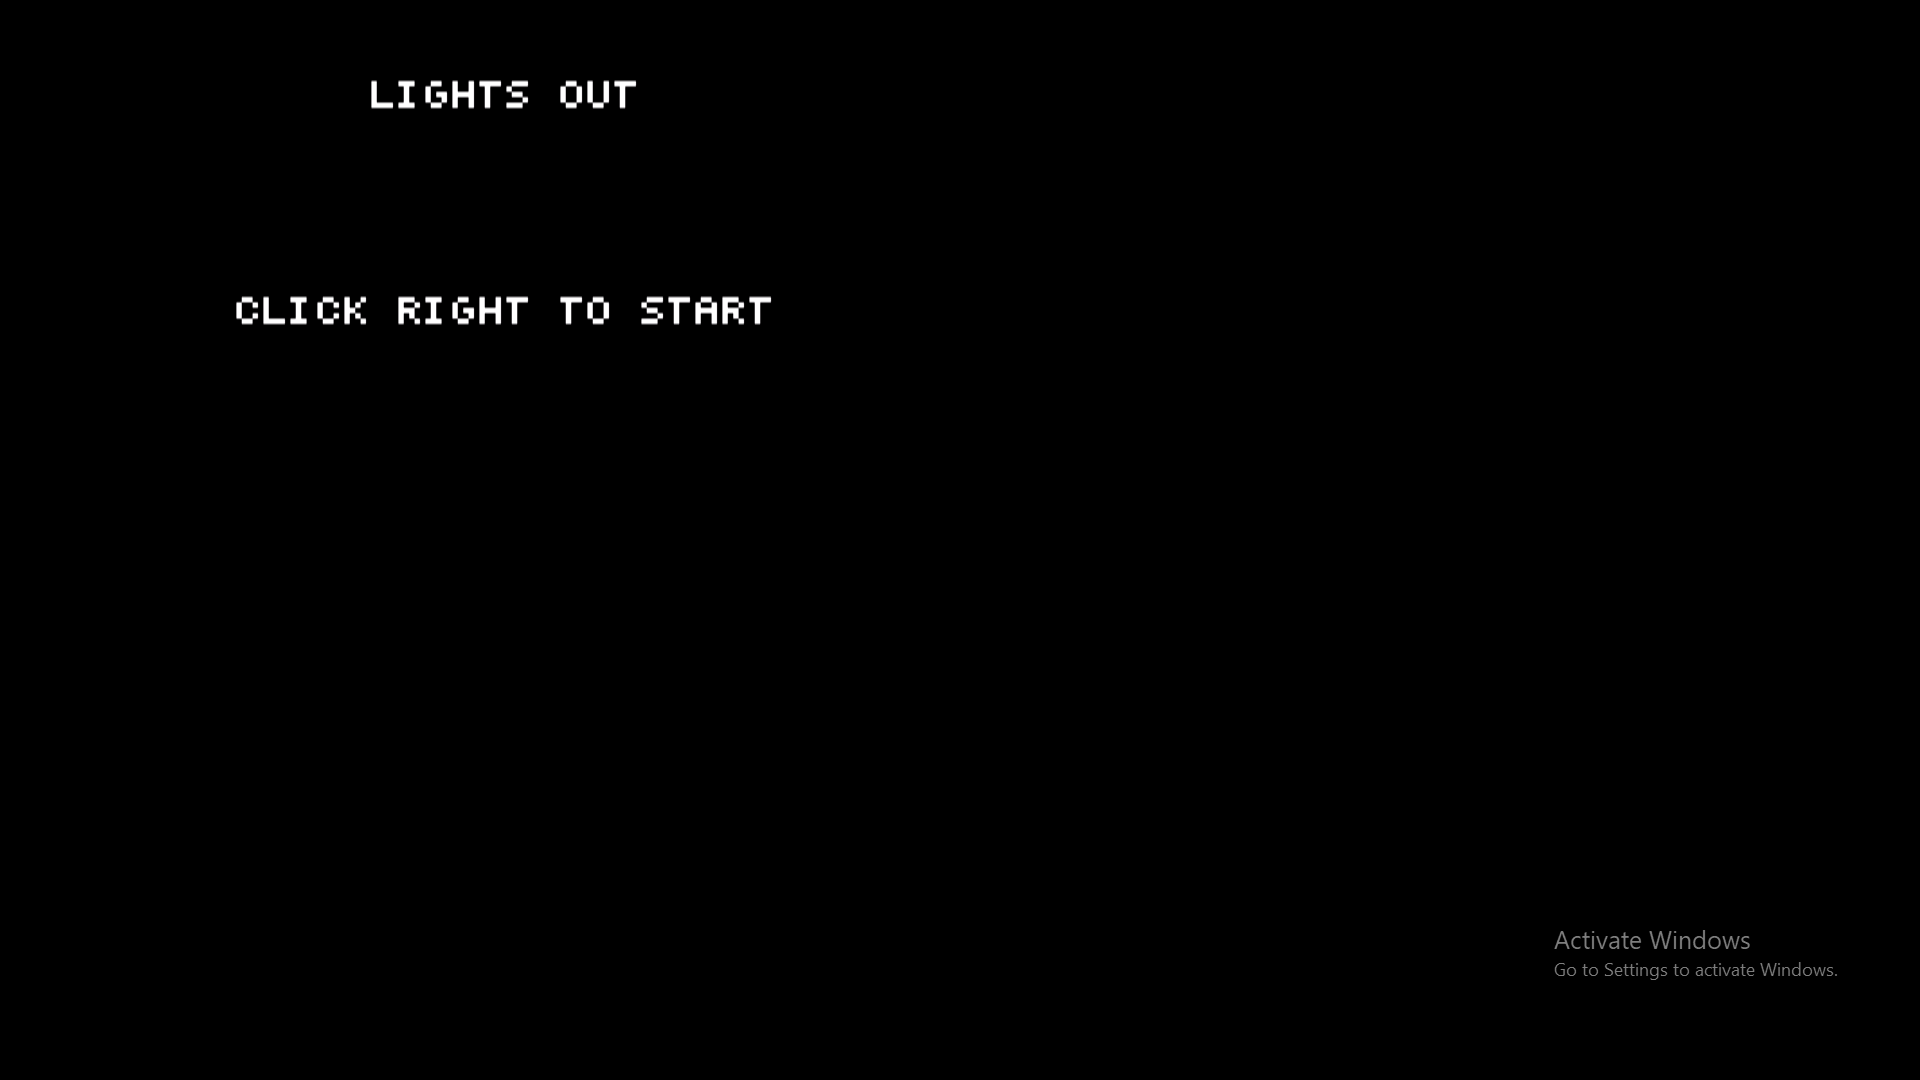 LIGHTS OUT
CLICK RIGHT TO START
Activate Windows
Go to Settings to activate Windows.